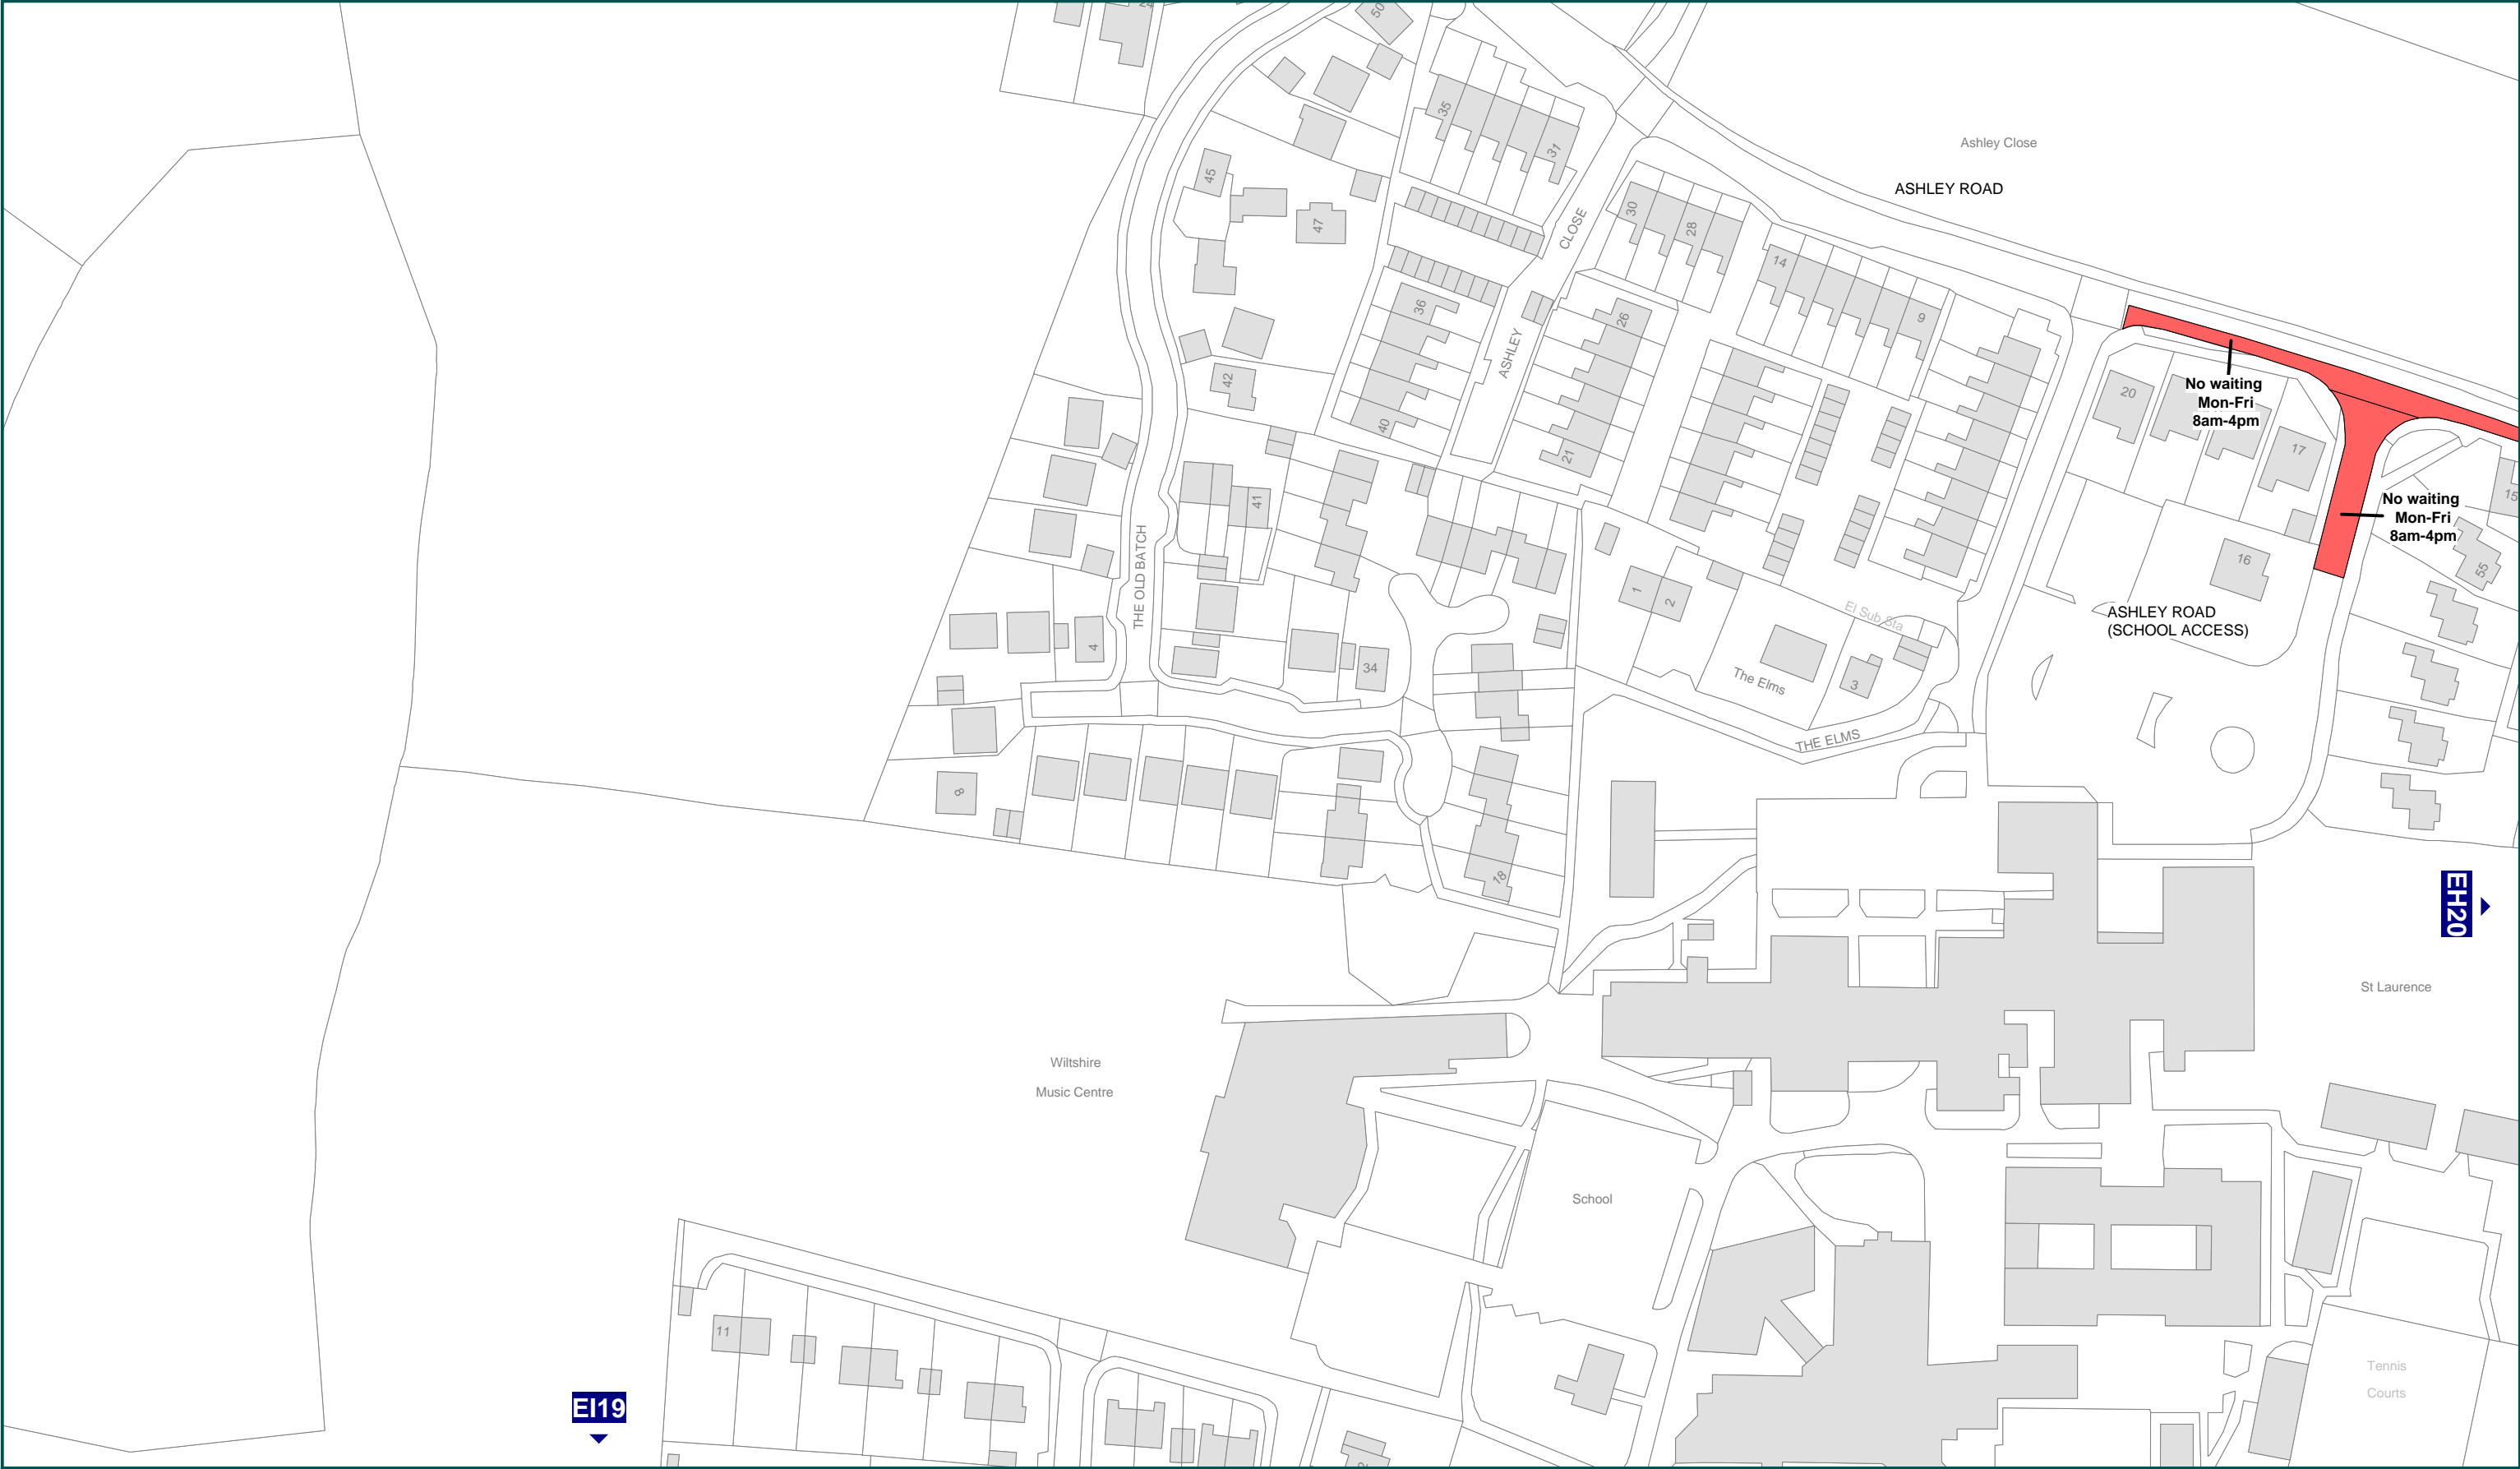 24
50
Ashley Close
ASHLEY ROAD
35
31
45
47
CLOSE
30
28
14
9
36
26
ASHLEY
42
40
21
20
17
No waiting
Mon-Fri
8am-4pm
No waiting
Mon-Fri
8am-4pm
15
55
16
41
THE OLD BATCH
1
2
El Sub Sta
ASHLEY ROAD
(SCHOOL ACCESS)
4
34
The Elms
3
THE ELMS
8
18
EH20
St Laurence
Wiltshire
Music Centre
School
11
Tennis
Courts
EI19
2